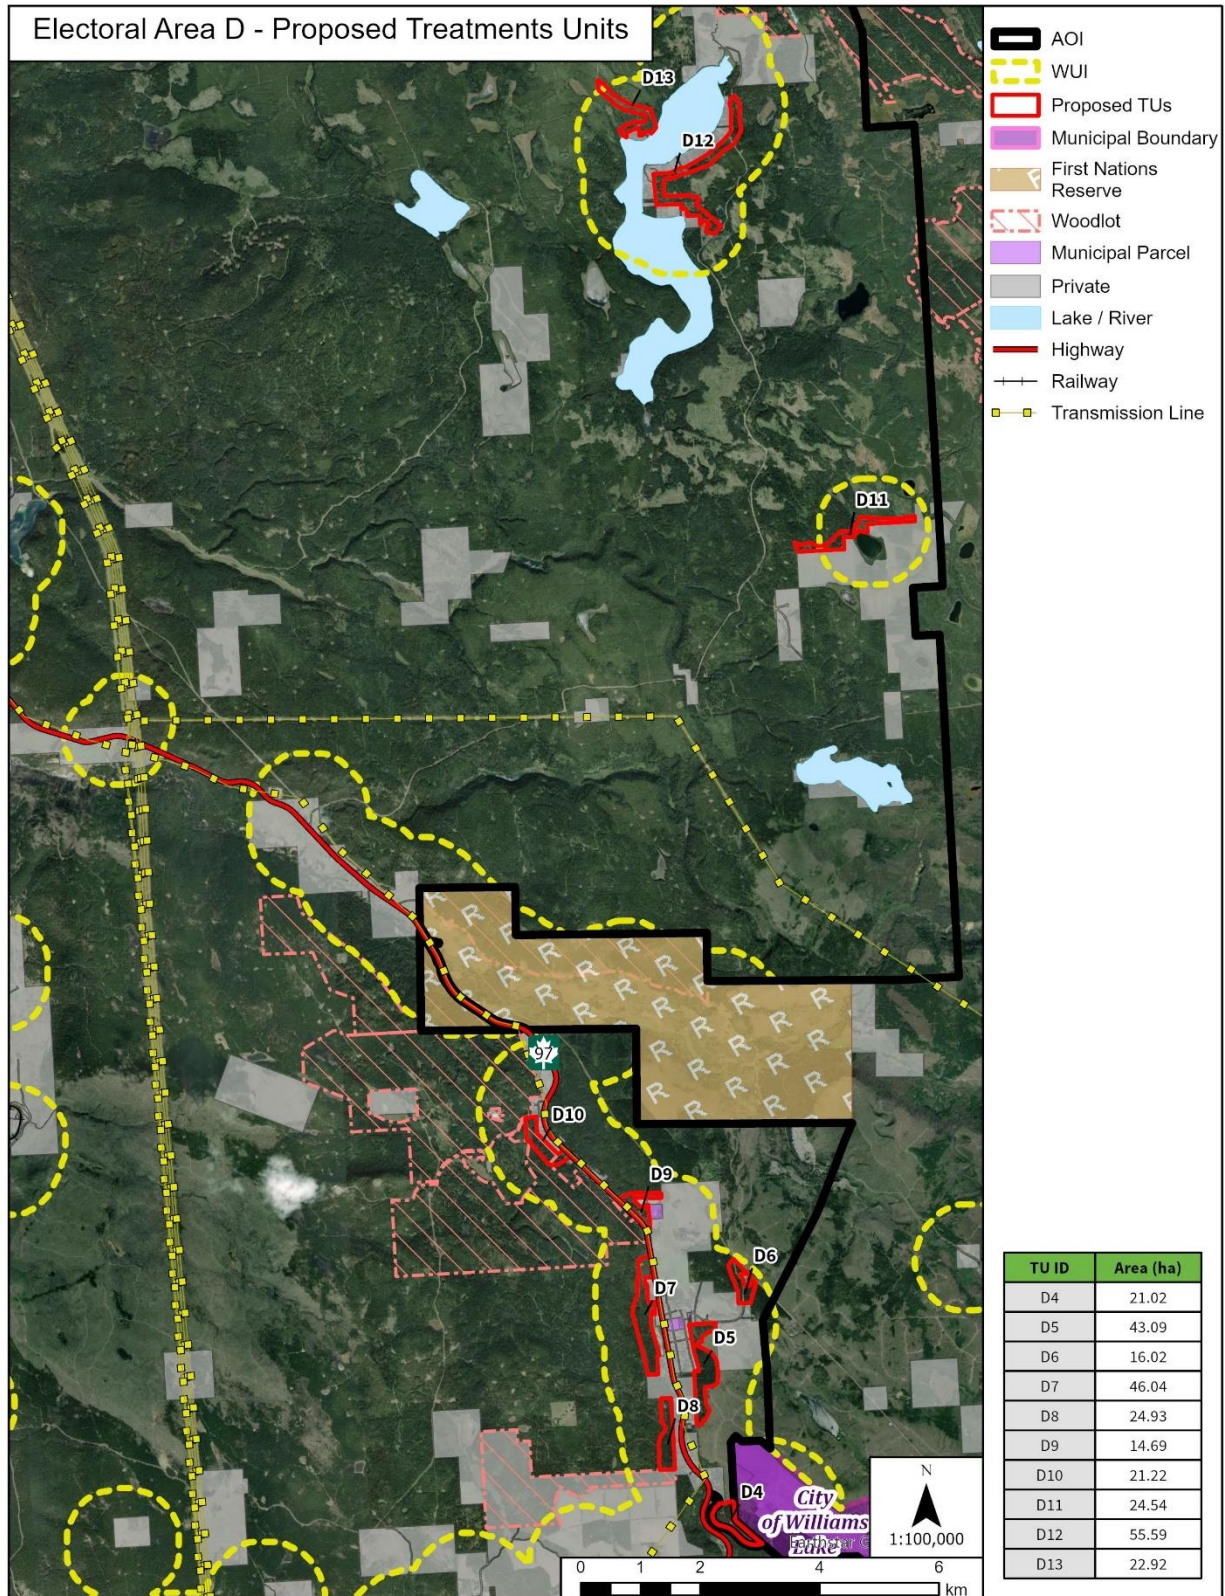 Electoral Area D - Proposed Treatments Units
AOI
WUI
Proposed TUs
Municipal Boundary
First Nations
Reserve
Woodlot
Municipal Parcel
Private
Lake / River
Highway
Railway
Transmission Line
D13
D12
D11
97
D10
D9
D6
D7
D5
D8
D4
City
of Williams
Lake
Earthstar
N
1:100,000
0 2 4 6
km
TU ID Area (ha)
D4 21.02
D5 43.09
D6 16.02
D7 46.04
D8 24.93
D9 14.69
D10 21.22
D11 24.54
D12 55.59
D13 22.92